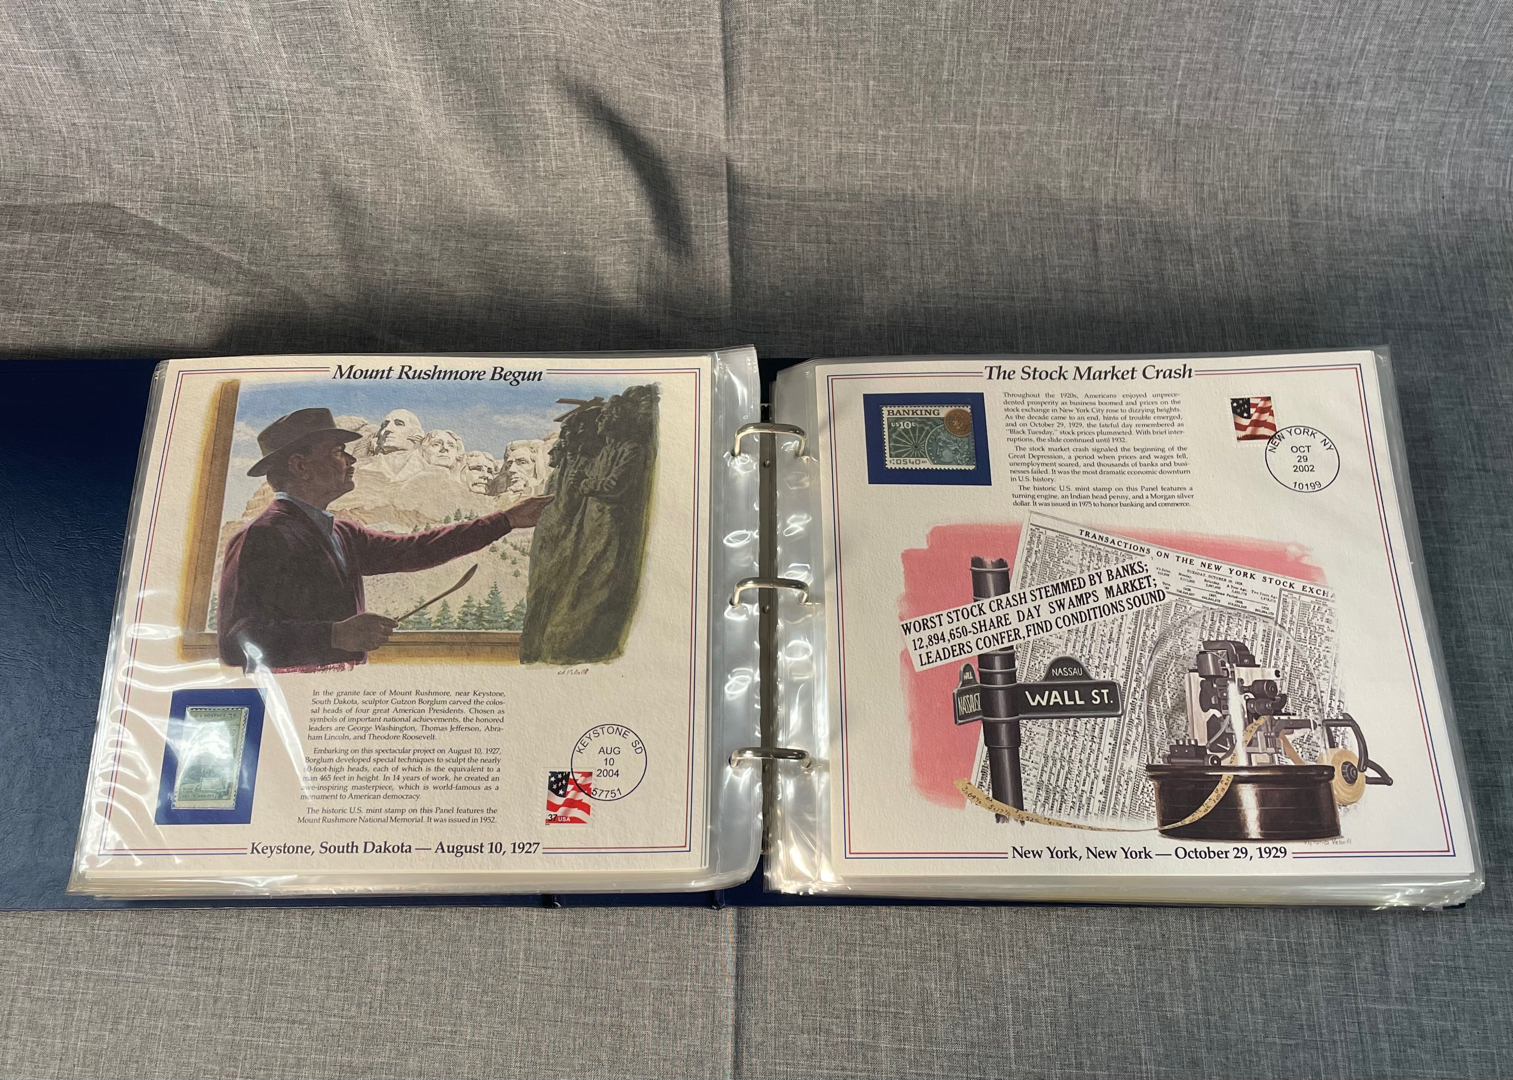 Mount Rushmore Begun
In the granite face of Mount Rushmore, near Keystone,
South Dakota, sculptor Gutzon Borglum carved the colos-
sal heads of four great American Presidents. Chosen as
symbols of important national achievements, the honored
leaders are George Washington, Thomas Jefferson, Abra-
ham Lincoln, and Theodore Roosevelt.
Embarking on this spectacular project on August 10, 1927,
Borglum developed special techniques to sculpt the nearly
-foot-high heads, each of which is the equivalent to a
man 465 feet in height. In 14 years of work, he created an
awe-inspiring masterpiece, which is world-famous as a
monument to American democracy.
The historic U.S. mint stamp on this Panel features the
Mount Rushmore National Memorial. It was issued in 1952.
KEYSTONE SD
AUG
10
2004
57751
37 USA
Keystone, South Dakota — August 10, 1927
The Stock Market Crash
BANKING
US 10c
Throughout the 1920s, Americans enjoyed unprece-
dented prosperity as business boomed and prices on the
stock exchange in New York City rose to dizzying heights.
As the decade came to an end, hints of trouble emerged,
and on October 29, 1929, the fateful day remembered as
"Black Tuesday," stock prices plummeted. With brief inter-
ruptions, the slide continued until 1932.
The stock market crash signaled the beginning of the
Great Depression, a period when prices and wages fell,
unemployment soared, and thousands of banks and busi-
nesses failed. It was the most dramatic economic downturn
in U.S. history.
The historic U.S. mint stamp on this Panel features a
turning engine, an Indian head penny, and a Morgan silver
dollar. It was issued in 1975 to honor banking and commerce.
NEW YORK NY
OCT
29
2002
10199
TRANSACTIONS ON THE NEW YORK STOCK EXCH
WORST STOCK CRASH STEMMED BY BANKS;
12,894,650-SHARE DAY SWAMPS MARKET;
LEADERS CONFER, FIND CONDITIONS SOUND
NASSAU
WALL ST.
New York, New York — October 29, 1929